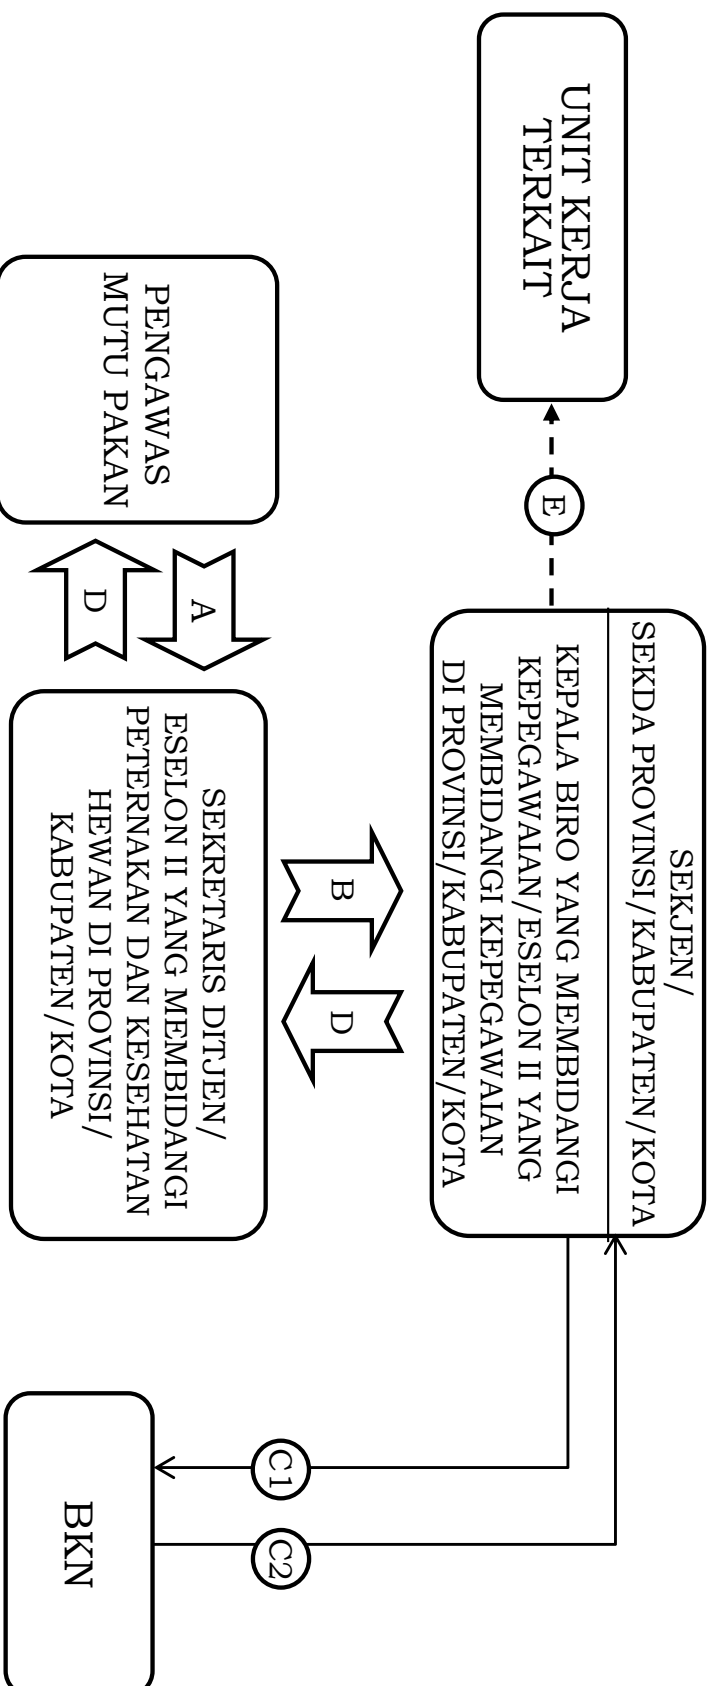 UNIT KERJA
TERKAIT
E
SEKJEN/
SEKDA PROVINSI/KABUPATEN/KOTA
KEPALA BIRO YANG MEMBIDANGI
KEPEGAWAIAN/ESELON II YANG
MEMBIDANGI KEPEGAWAIAN
DI PROVINSI/KABUPATEN/KOTA
C1
C2
B
D
PENGAWAS
MUTU PAKAN
A
D
SEKRETARIS DITJEN/
ESELON II YANG MEMBIDANGI
PETERNAKAN DAN KESEHATAN
HEWAN DI PROVINSI/
KABUPATEN/KOTA
BKN